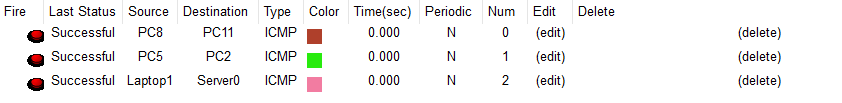 Fire Last Status Source Destination Type Color Time(sec) Periodic Num Edit Delete
Successful PC8 PC11 ICMP 0.000 N 0 (edit) (delete)
Successful PC5 PC2 ICMP 0.000 N 1 (edit) (delete)
Successful Laptop1 Server0 ICMP 0.000 N 2 (edit) (delete)